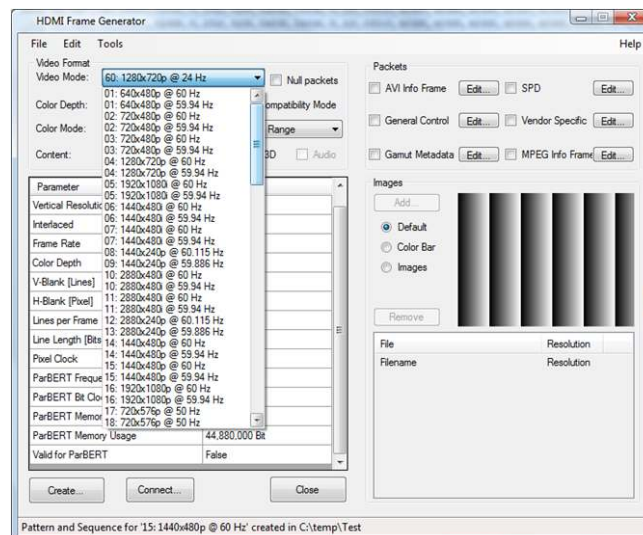 HDMI Frame Generator
File Edit Tools Help
Video Format
Video Mode: 60: 1280x720p @ 24 Hz Null packets
Color Depth: ompatibility Mode
Color Mode: Range
Content: 3D Audio
01: 640x480p @ 60 Hz
01: 640x480p @ 59.94 Hz
02: 720x480p @ 60 Hz
02: 720x480p @ 59.94 Hz
03: 720x480p @ 60 Hz
03: 720x480p @ 59.94 Hz
04: 1280x720p @ 60 Hz
04: 1280x720p @ 59.94 Hz
05: 1920x1080i @ 60 Hz
05: 1920x1080i @ 59.94 Hz
06: 1440x480i @ 60 Hz
06: 1440x480i @ 59.94 Hz
07: 1440x480i @ 60 Hz
07: 1440x480i @ 59.94 Hz
08: 1440x240p @ 60.115 Hz
09: 1440x240p @ 59.886 Hz
10: 2880x480i @ 60 Hz
10: 2880x480i @ 59.94 Hz
11: 2880x480i @ 60 Hz
11: 2880x480i @ 59.94 Hz
12: 2880x240p @ 60.115 Hz
13: 2880x240p @ 59.886 Hz
14: 1440x480p @ 60 Hz
14: 1440x480p @ 59.94 Hz
15: 1440x480p @ 60 Hz
15: 1440x480p @ 59.94 Hz
16: 1920x1080p @ 60 Hz
16: 1920x1080p @ 59.94 Hz
17: 720x576p @ 50 Hz
18: 720x576p @ 50 Hz
Parameter
Vertical Resolutio
Interlaced
Frame Rate
Color Depth
V-Blank [Lines]
H-Blank [Pixel]
Lines per Frame
Line Length [Bits
Pixel Clock
ParBERT Freque
ParBERT Bit Clo
ParBERT Memor
ParBERT Memory Usage 44,880,000 Bit
Valid for ParBERT False
Create... Connect... Close
Packets
AVI Info Frame Edit... SPD Edit...
General Control Edit... Vendor Specific Edit...
Gamut Metadata Edit... MPEG Info Frame Edit...
Images
Add...
Default
Color Bar
Images
Remove
File Resolution
Filename Resolution
Pattern and Sequence for '15: 1440x480p @ 60 Hz' created in C:\temp\Test